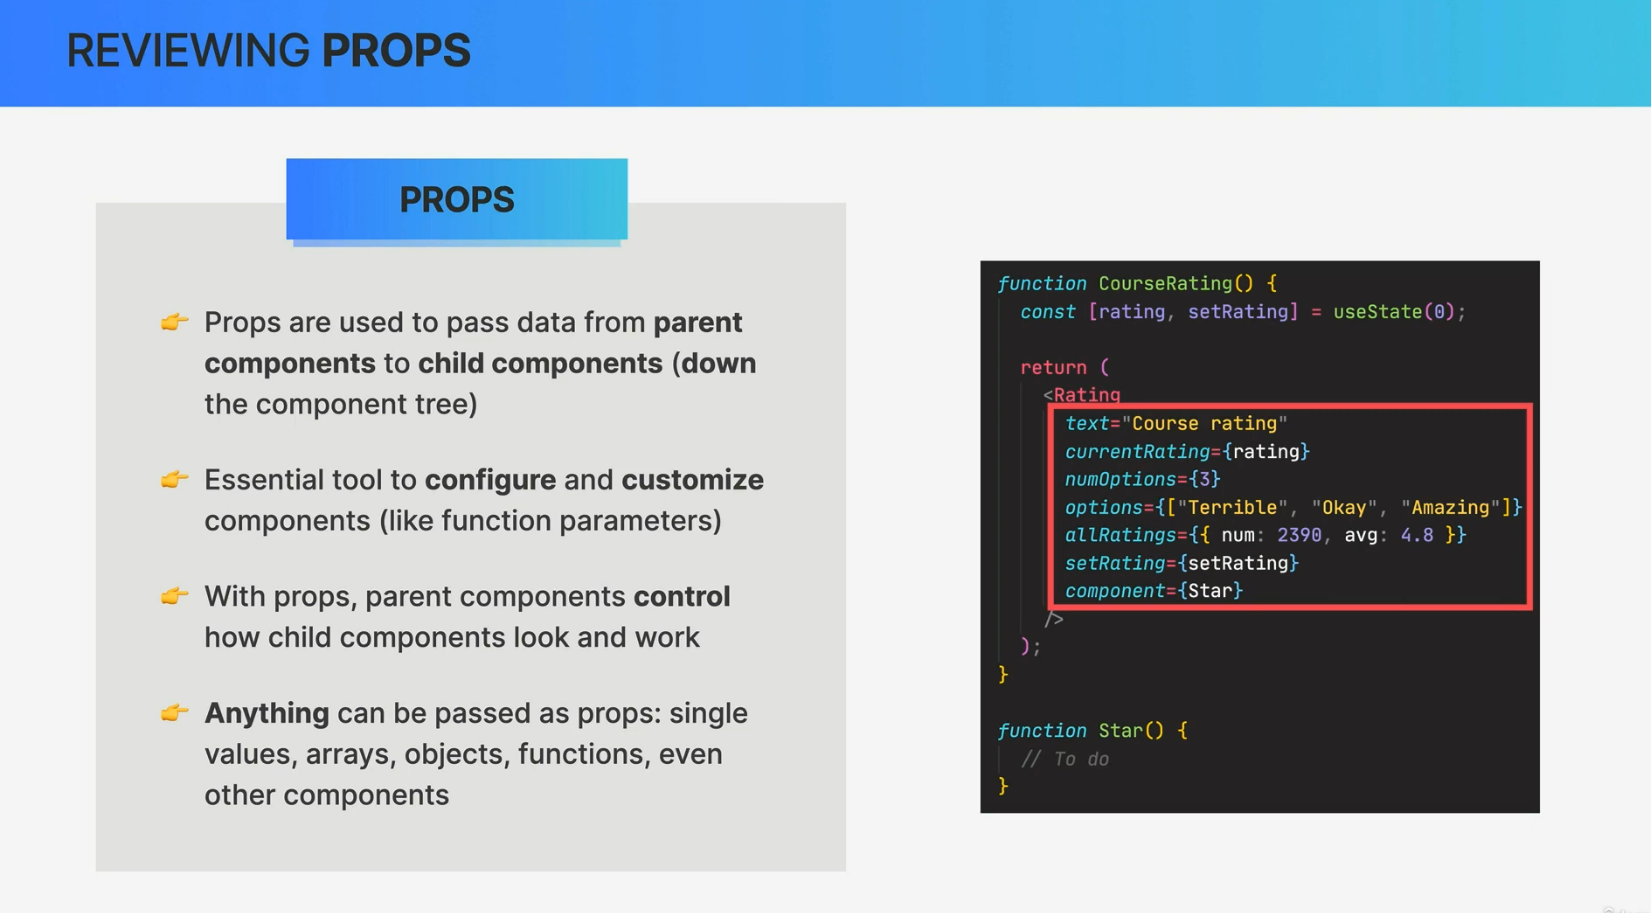 REVIEWING PROPS
PROPS
👉 Props are used to pass data from parent
components to child components (down
the component tree)
👉 Essential tool to configure and customize
components (like function parameters)
👉 With props, parent components control
how child components look and work
👉 Anything can be passed as props: single
values, arrays, objects, functions, even
other components
function CourseRating() {
const [rating, setRating] = useState(0);
return (
<Rating
text="Course rating"
currentRating={rating}
numOptions={3}
options={["Terrible", "Okay", "Amazing"]}
allRatings={{ num: 2390, avg: 4.8 }}
setRating={setRating}
component={Star}
/>
);
}
function Star() {
// To do
}